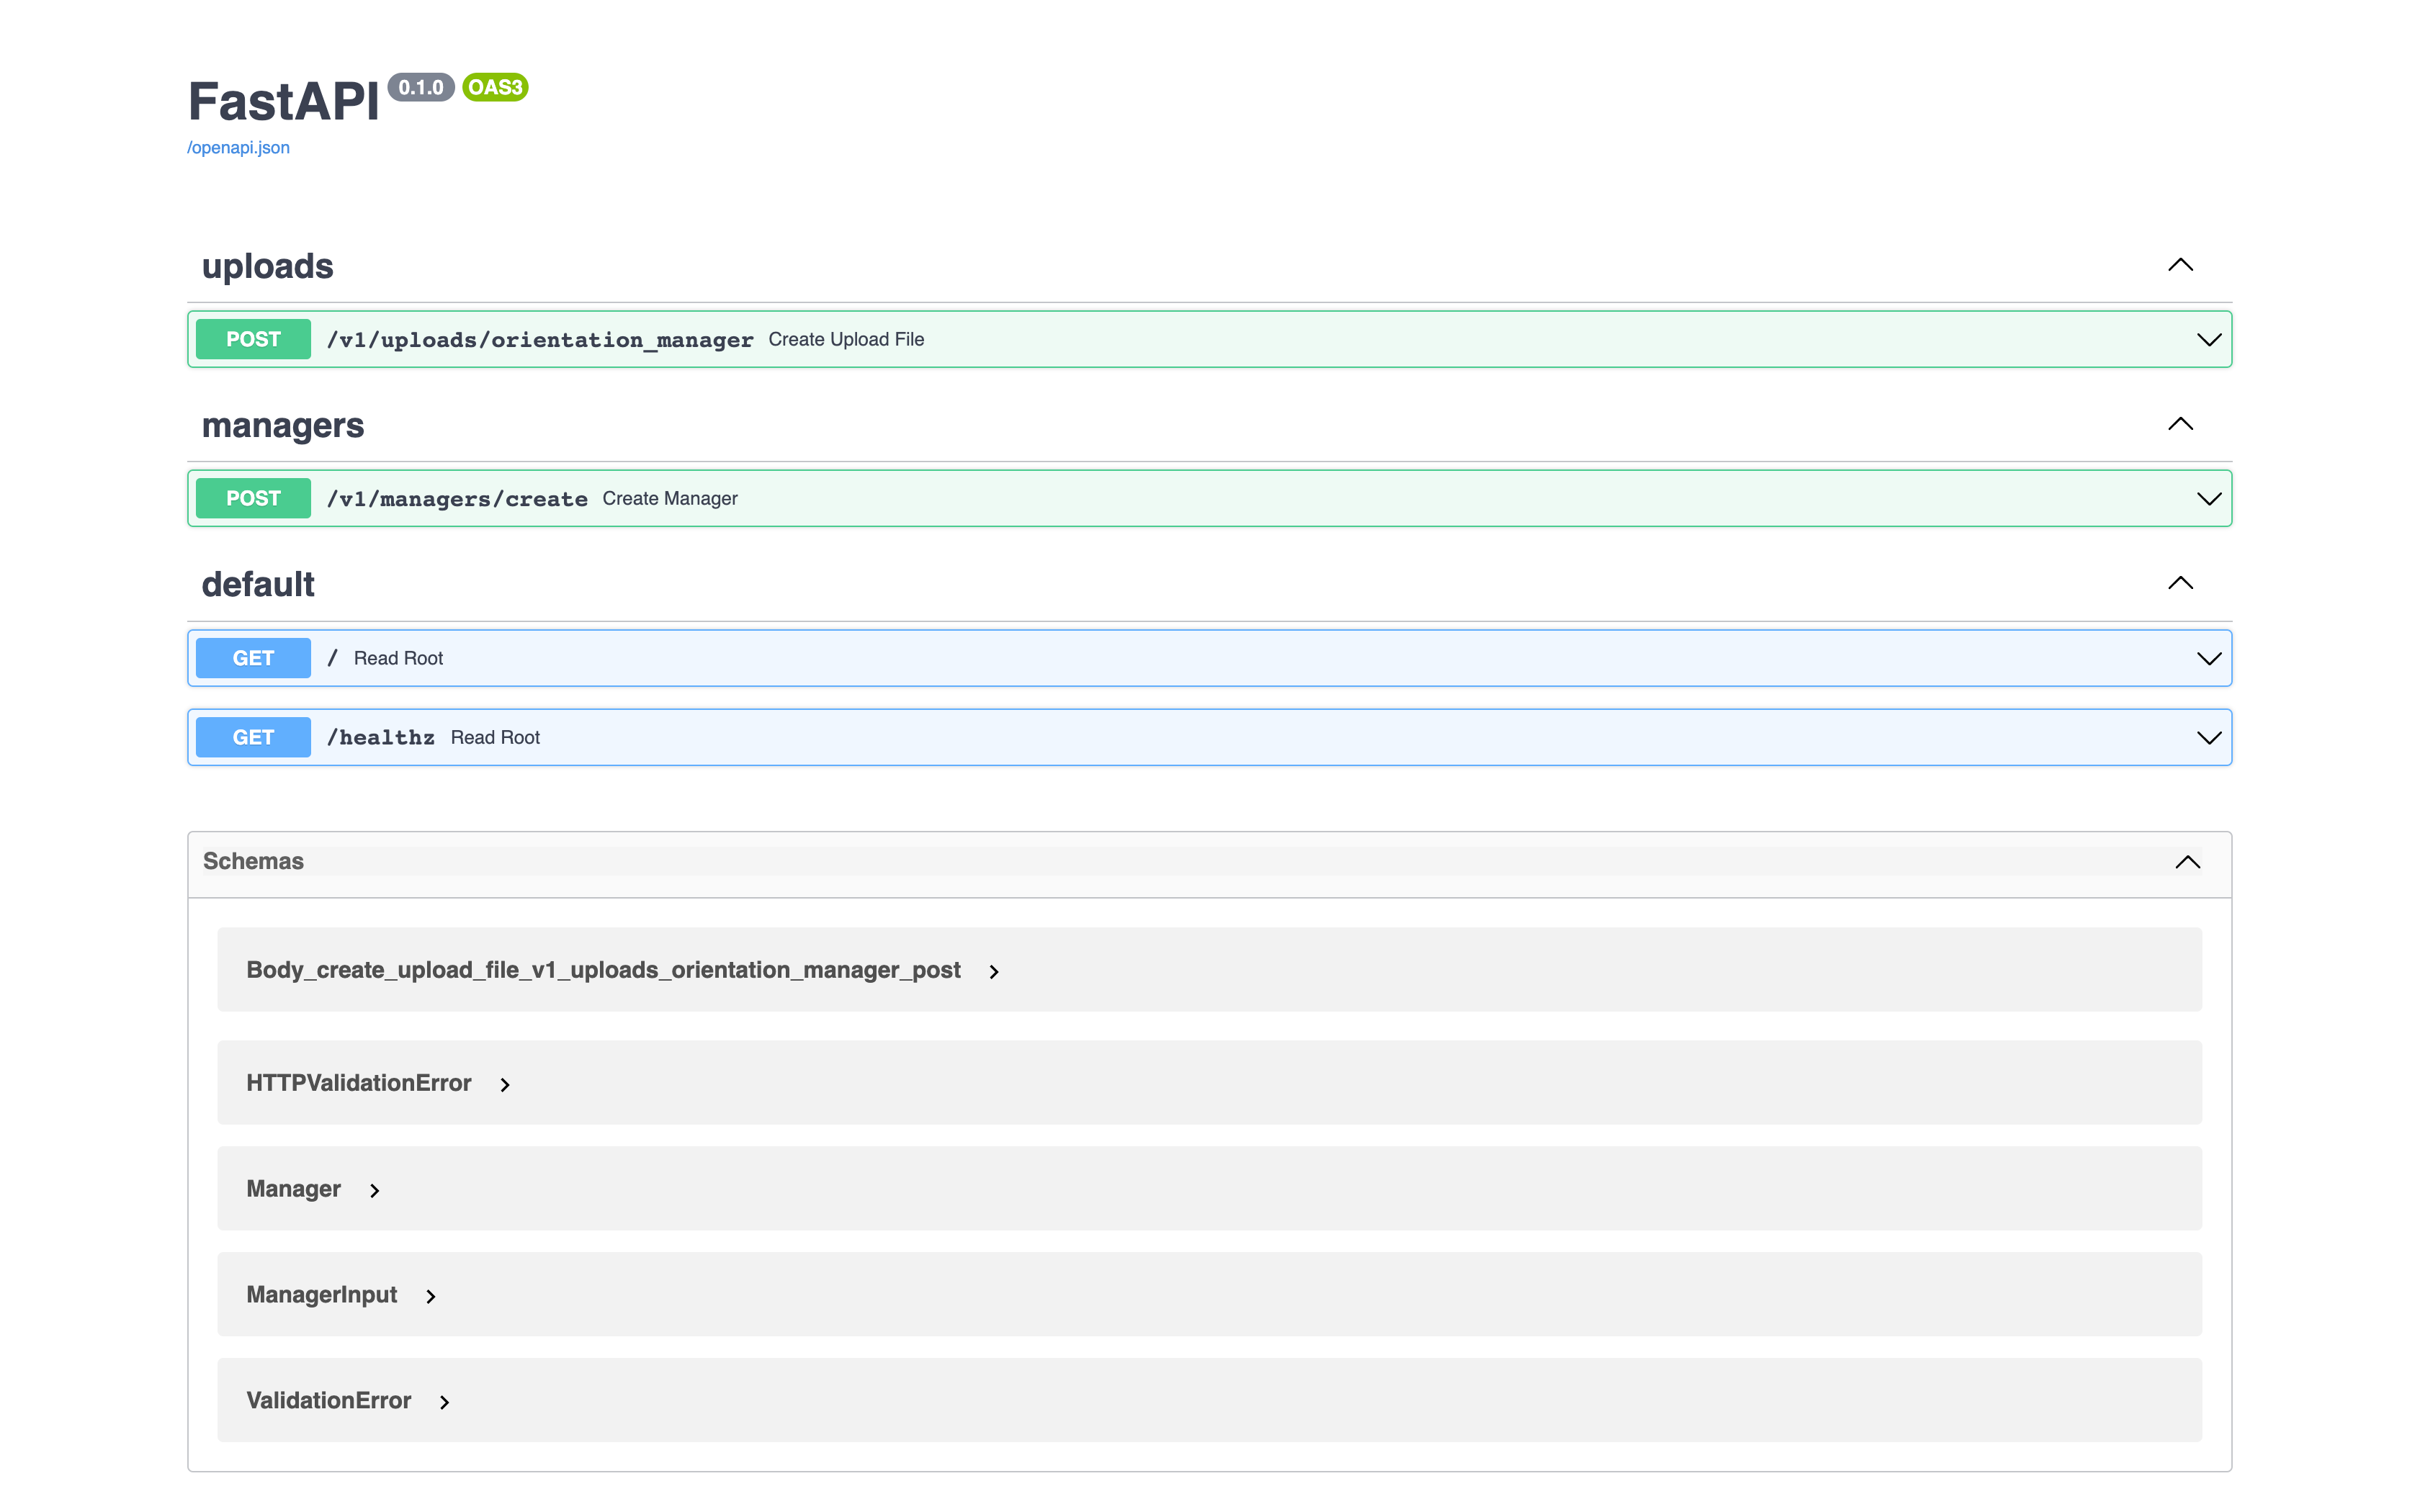 FastAPI 0.1.0 OAS3
/openapi.json
uploads
POST /v1/uploads/orientation_manager Create Upload File
managers
POST /v1/managers/create Create Manager
default
GET / Read Root
GET /healthz Read Root
Schemas
Body_create_upload_file_v1_uploads_orientation_manager_post
HTTPValidationError
Manager
ManagerInput
ValidationError